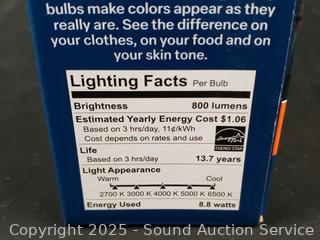 bulbs make colors appear as they
really are. See the difference on
your clothes, on your food and on
your skin tone.
Lighting Facts Per Bulb
Brightness 800 lumens
Estimated Yearly Energy Cost $1.06
Based on 3 hrs/day, 11¢/kWh
Cost depends on rates and use
ENERGY STAR
Life
Based on 3 hrs/day 13.7 years
Light Appearance
Warm Cool
2700 K 3000 K 4000 K 5000 K 6500 K
Energy Used 8.8 watts
Copyright 2025 - Sound Auction Service